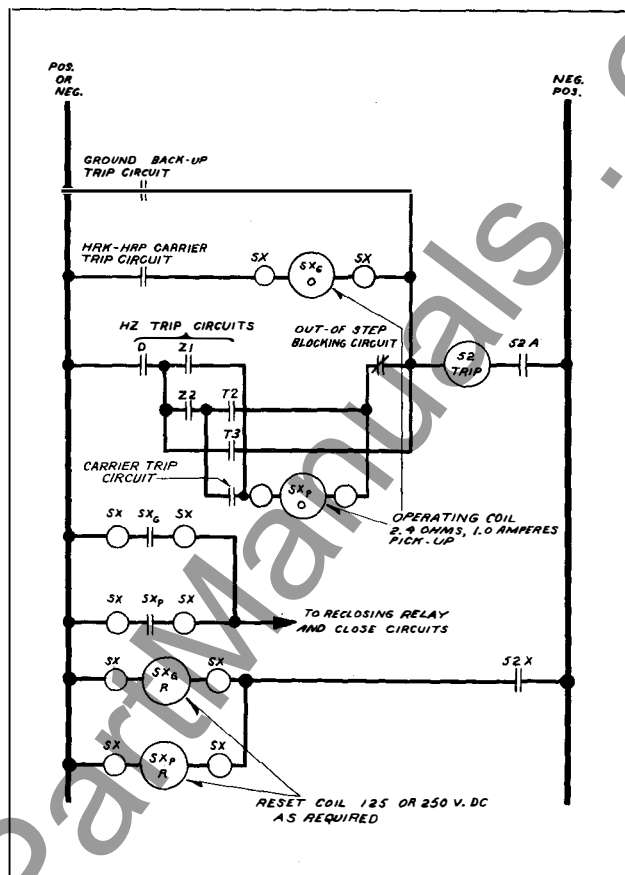 POS.
OR
NEG.
NEG.
POS.
GROUND BACK-UP
TRIP CIRCUIT
HRK-HRP CARRIER
TRIP CIRCUIT
SX
SXG
O
SX
HZ TRIP CIRCUITS
OUT-OF STEP
BLOCKING CIRCUIT
D
Z1
52
TRIP
52A
Z2
T2
T3
CARRIER TRIP
CIRCUIT
SXP
O
OPERATING COIL
2.4 OHMS, 1.0 AMPERES
PICK-UP
SX
SXG
SX
SX
SXP
SX
TO RECLOSING RELAY
AND CLOSE CIRCUITS
SX
SXG
R
SX
52X
SX
SXP
R
SX
RESET COIL 125 OR 250 V. DC
AS REQUIRED